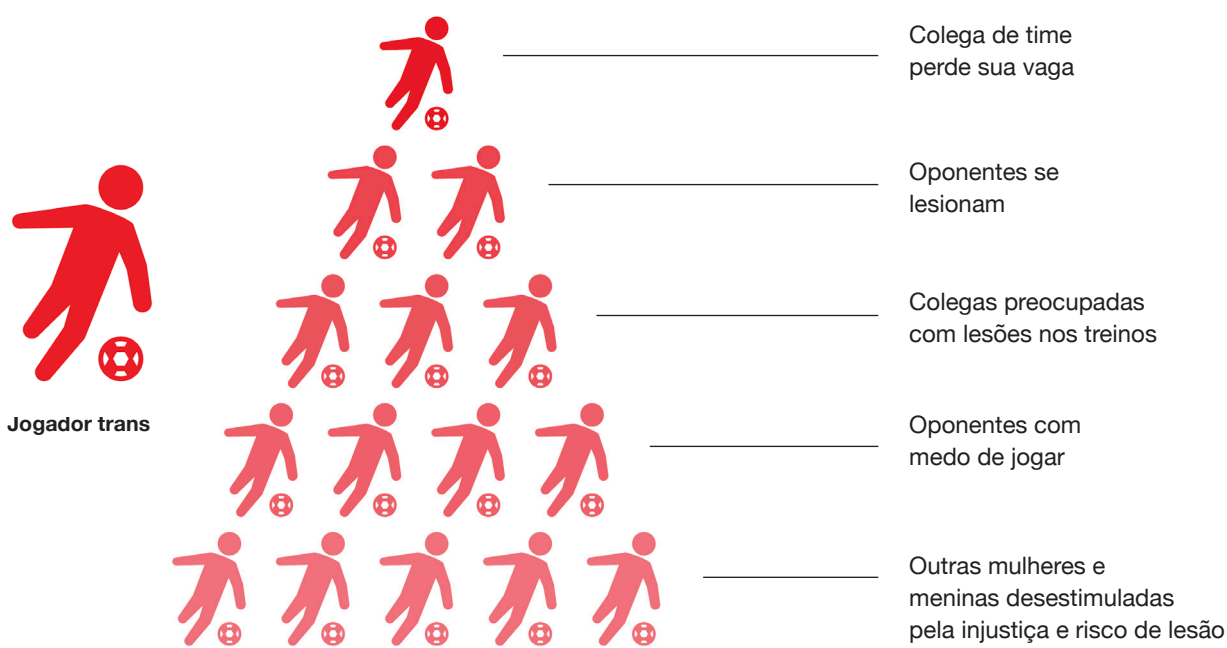 Colega de time
perde sua vaga
Oponentes se
lesionam
Colegas preocupadas
com lesões nos treinos
Jogador trans
Oponentes com
medo de jogar
Outras mulheres e
meninas desestimuladas
pela injustiça e risco de lesão